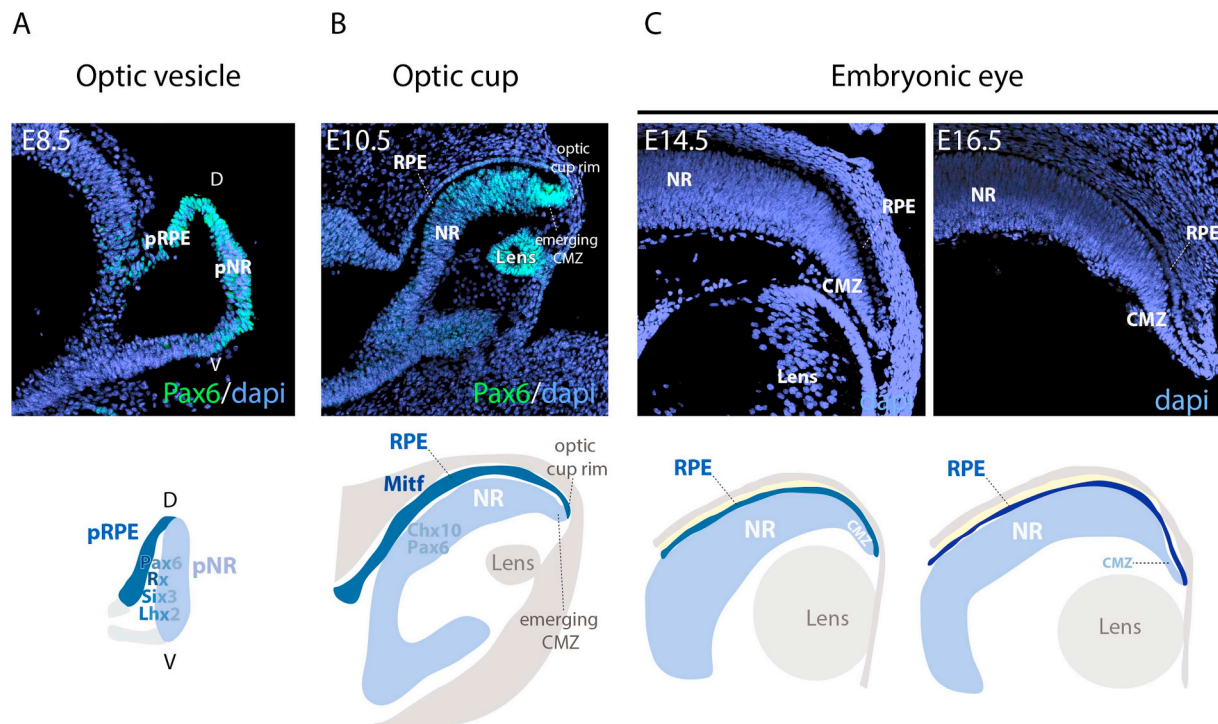 A
B
C
Optic vesicle
Optic cup
Embryonic eye
E8.5
D
pRPE
pNR
V
Pax6/dapi
E10.5
RPE
optic
cup rim
NR
Lens
emerging
CMZ
Pax6/dapi
E14.5
NR
RPE
CMZ
Lens
dapi
E16.5
NR
RPE
CMZ
dapi
D
pRPE
pNR
Pax6
Rx
Six3
Lhx2
V
RPE
optic
cup rim
Mitf
NR
Chx10
Pax6
Lens
emerging
CMZ
RPE
NR
CMZ
Lens
RPE
NR
CMZ
Lens